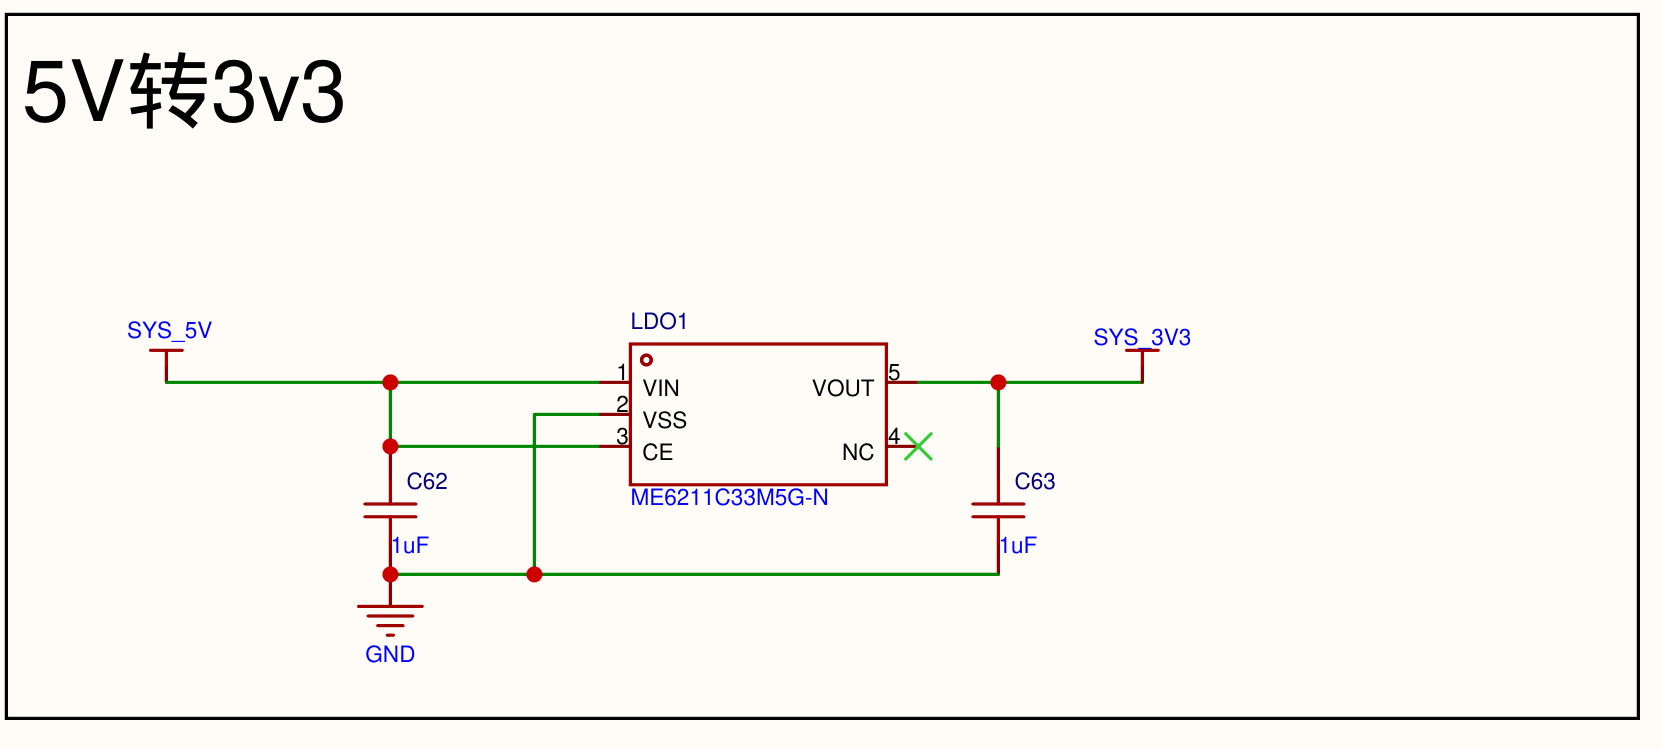 5V转3v3
SYS_5V
LDO1
SYS_3V3
1
VIN
VOUT
5
2
VSS
3
CE
NC
4
C62
ME6211C33M5G-N
C63
1uF
1uF
GND